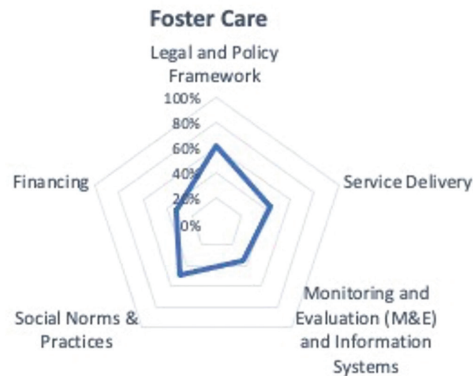 Foster Care
Legal and Policy
Framework
100%
80%
60%
40%
20%
0%
Financing
Service Delivery
Social Norms &
Practices
Monitoring and
Evaluation (M&E)
and Information
Systems